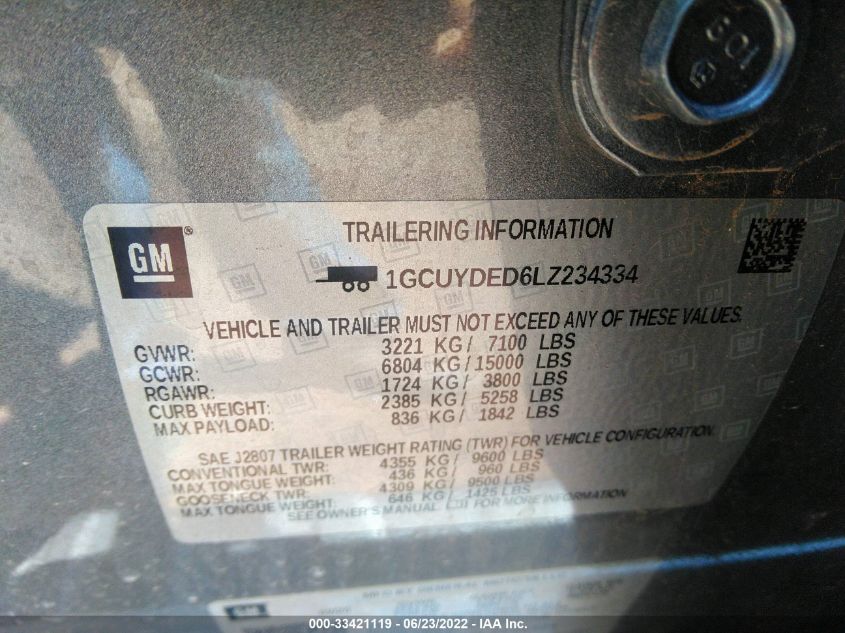 109
GM®
TRAILERING INFORMATION
1GCUYDED6LZ234334
VEHICLE AND TRAILER MUST NOT EXCEED ANY OF THESE VALUES.
GVWR: 3221 KG / 7100 LBS
GCWR: 6804 KG / 15000 LBS
RGAWR: 1724 KG / 3800 LBS
CURB WEIGHT: 2385 KG / 5258 LBS
MAX PAYLOAD: 836 KG / 1842 LBS
SAE J2807 TRAILER WEIGHT RATING (TWR) FOR VEHICLE CONFIGURATION.
CONVENTIONAL TWR: 4355 KG / 9600 LBS
MAX TONGUE WEIGHT: 436 KG / 960 LBS
GOOSENECK TWR: 4309 KG / 9500 LBS
MAX TONGUE WEIGHT: 646 KG / 1425 LBS
SEE OWNER'S MANUAL FOR MORE INFORMATION
GM
000-33421119 - 06/23/2022 - IAA Inc.